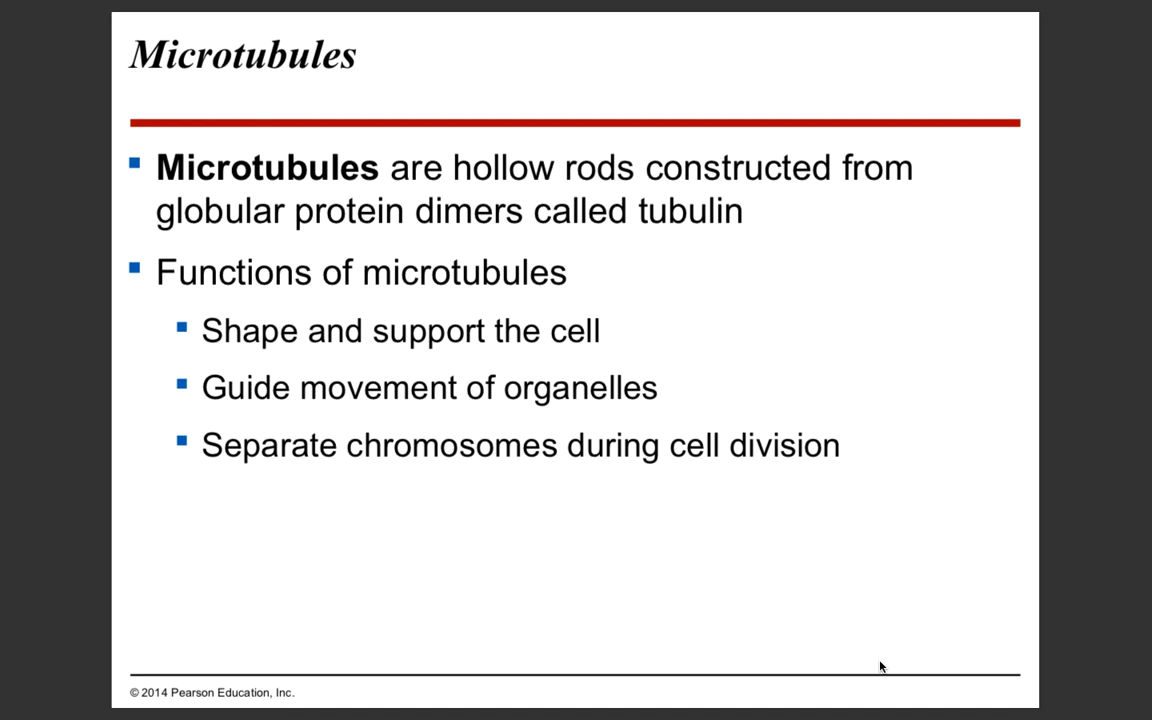 Microtubules
Microtubules are hollow rods constructed from
globular protein dimers called tubulin
Functions of microtubules
Shape and support the cell
Guide movement of organelles
Separate chromosomes during cell division
© 2014 Pearson Education, Inc.